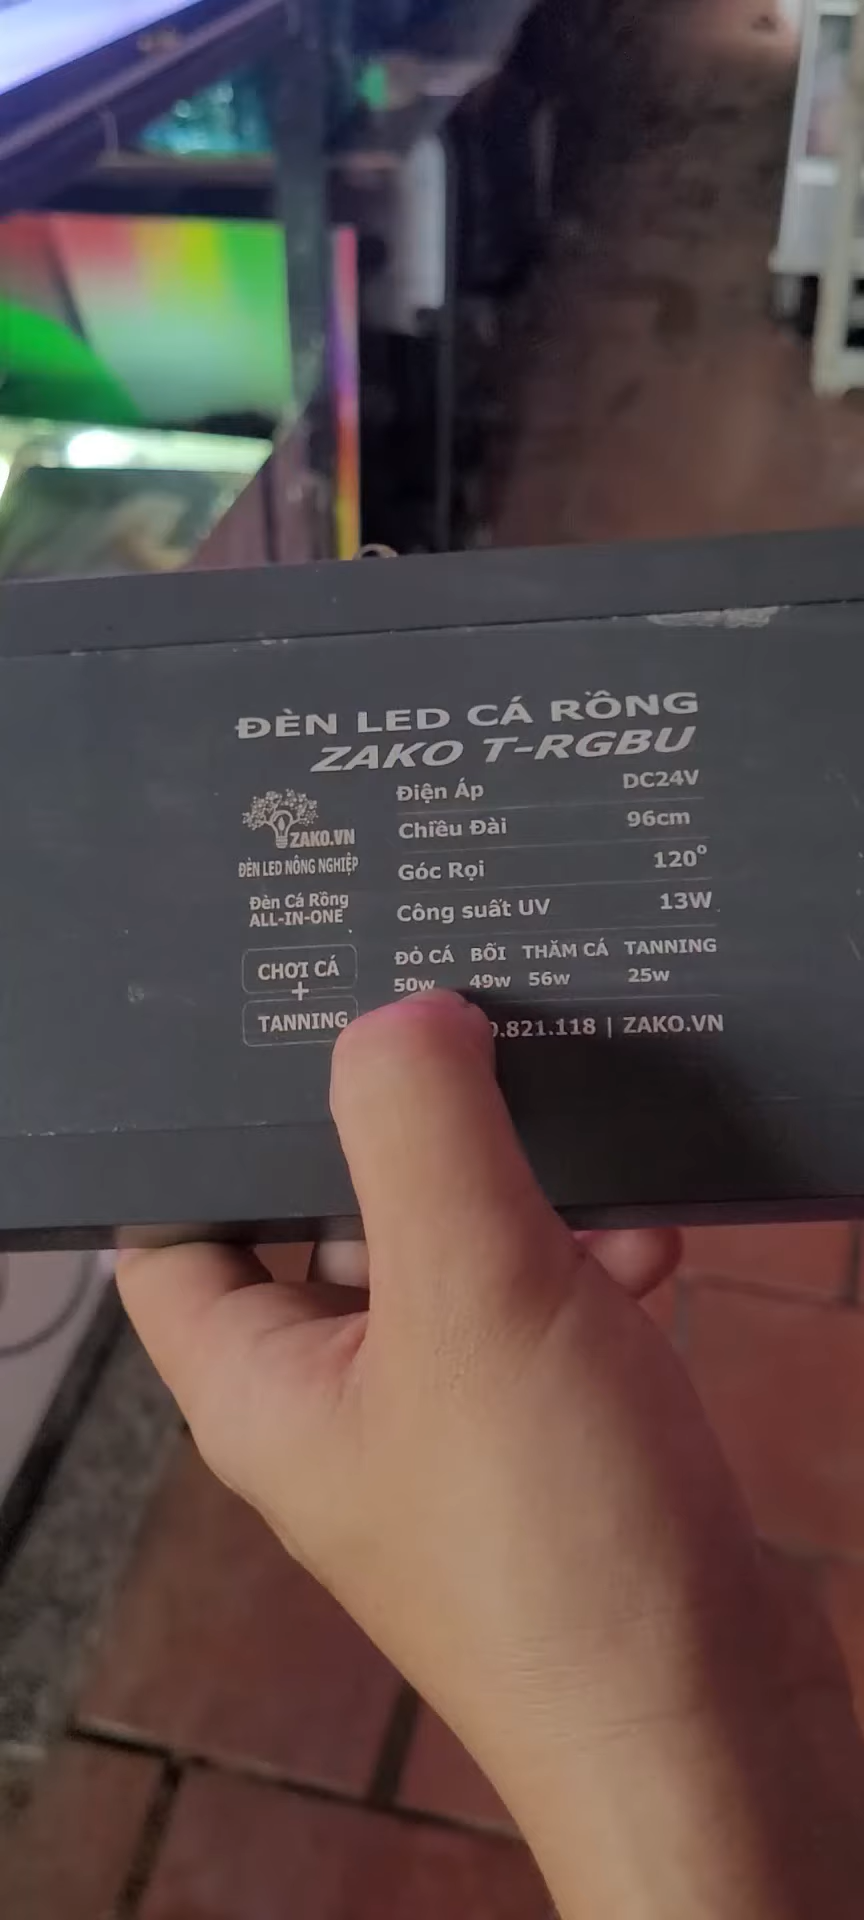 ĐÈN LED CÁ RỒNG
ZAKO T-RGBU
ZAKO.VN
ĐÈN LED NÔNG NGHIỆP
Đèn Cá Rồng
ALL-IN-ONE
CHƠI CÁ
+
TANNING
Điện Áp DC24V
Chiều Dài 96cm
Góc Rọi 120°
Công suất UV 13W
ĐỎ CÁ BỐI THĂM CÁ TANNING
50w 49w 56w 25w
.821.118 | ZAKO.VN